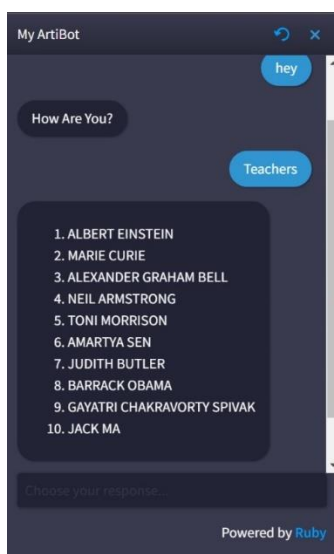 My ArtiBot
hey
How Are You?
Teachers
1. ALBERT EINSTEIN
2. MARIE CURIE
3. ALEXANDER GRAHAM BELL
4. NEIL ARMSTRONG
5. TONI MORRISON
6. AMARTYA SEN
7. JUDITH BUTLER
8. BARRACK OBAMA
9. GAYATRI CHAKRAVORTY SPIVAK
10. JACK MA
Choose your response...
Powered by Ruby